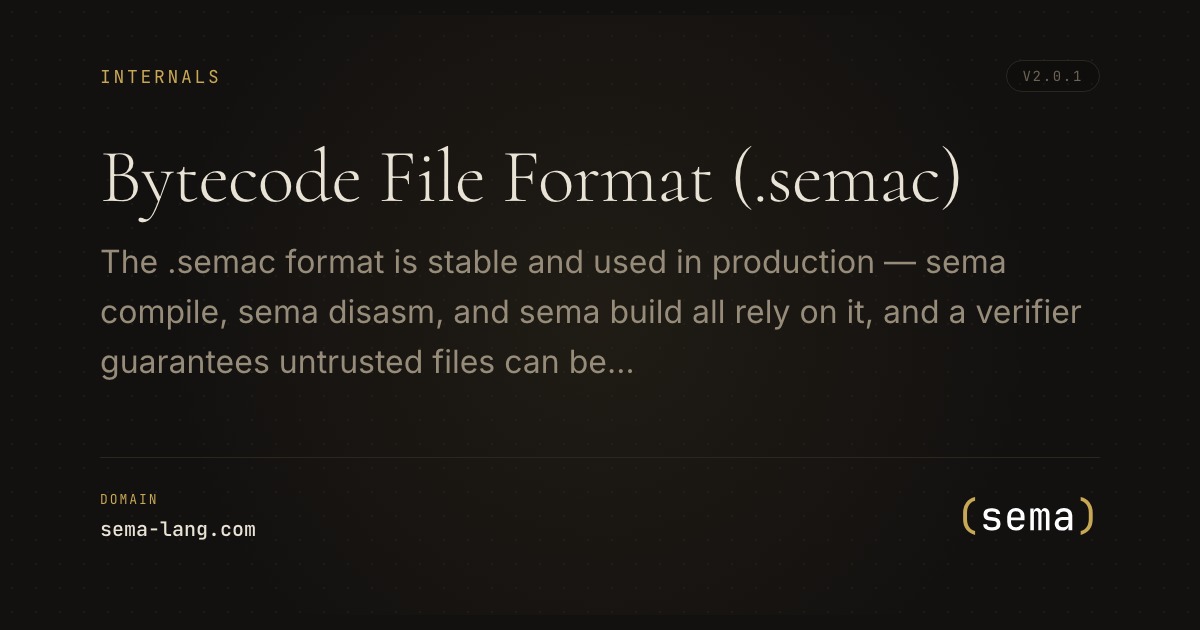 INTERNALS
V2.0.1
Bytecode File Format (.semac)
The .semac format is stable and used in production — sema
compile, sema disasm, and sema build all rely on it, and a verifier
guarantees untrusted files can be...
DOMAIN
sema-lang.com
(sema)